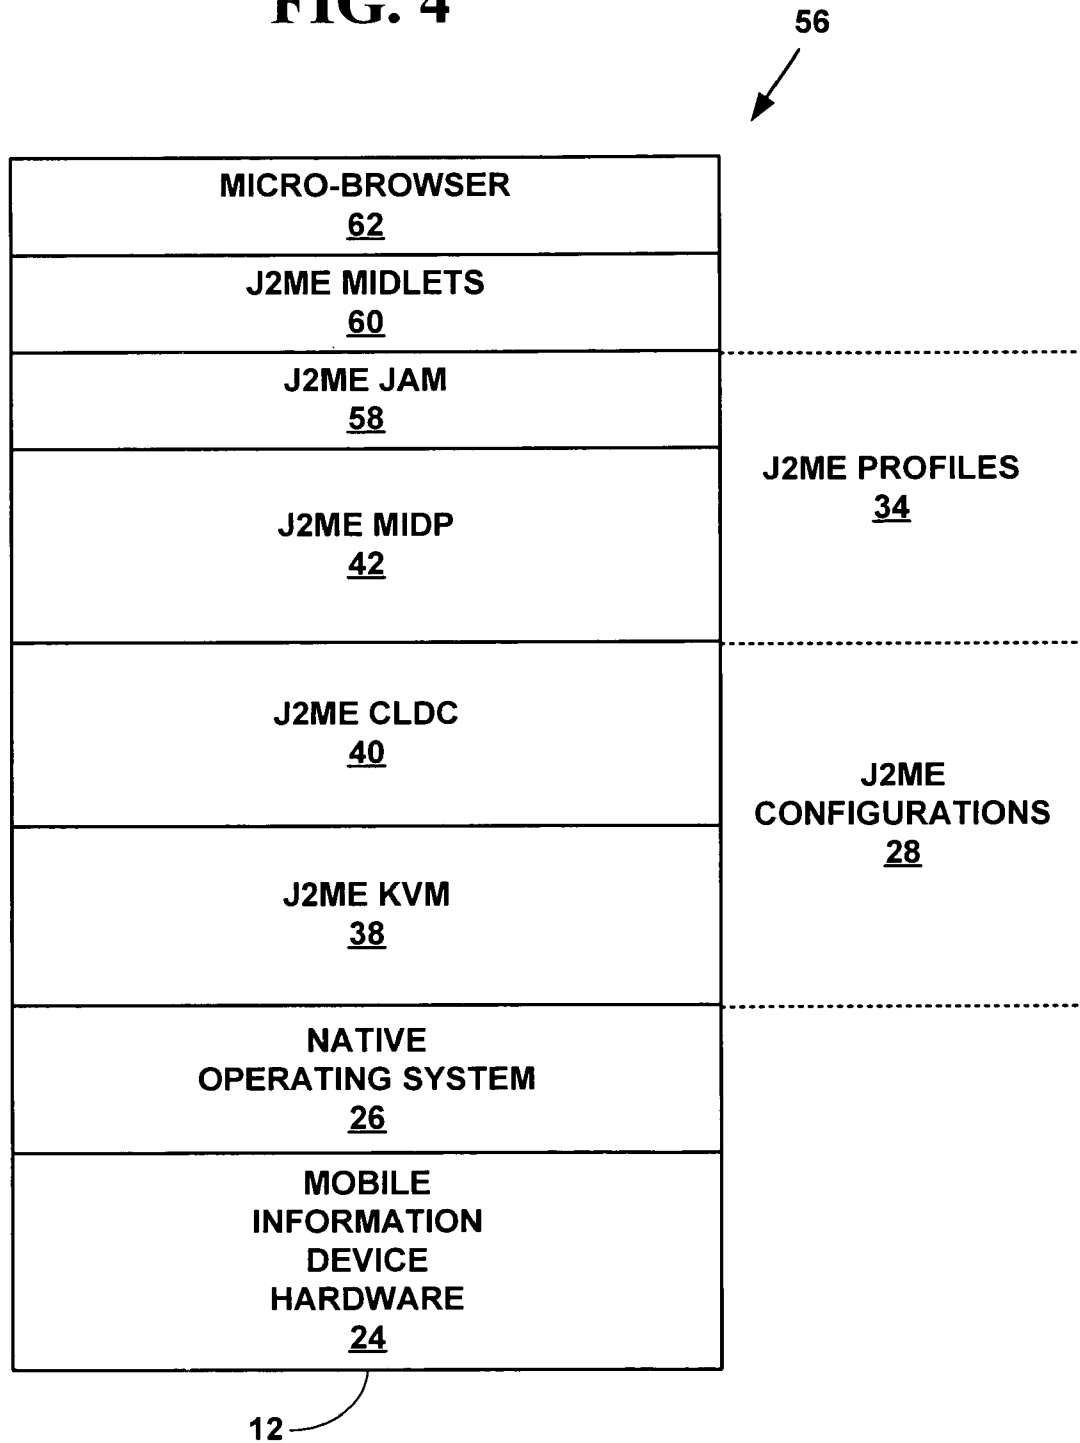 FIG. 4
56
MICRO-BROWSER
62
J2ME MIDLETS
60
J2ME JAM
58
J2ME MIDP
42
J2ME PROFILES
34
J2ME CLDC
40
J2ME KVM
38
J2ME
CONFIGURATIONS
28
NATIVE
OPERATING SYSTEM
26
MOBILE
INFORMATION
DEVICE
HARDWARE
24
12